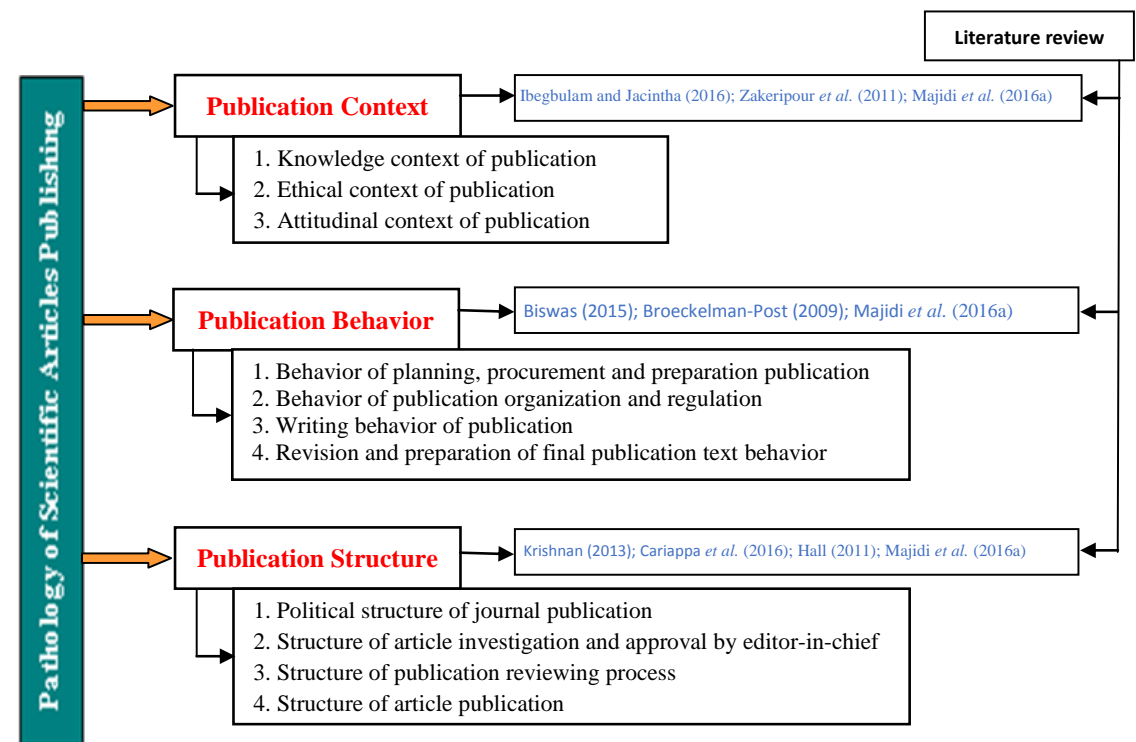 Literature review
Pathology of Scientific Articles Publishing
Publication Context
Ibegbulam and Jacintha (2016); Zakeripour et al. (2011); Majidi et al. (2016a)
1. Knowledge context of publication
2. Ethical context of publication
3. Attitudinal context of publication
Publication Behavior
Biswas (2015); Broeckelman-Post (2009); Majidi et al. (2016a)
1. Behavior of planning, procurement and preparation publication
2. Behavior of publication organization and regulation
3. Writing behavior of publication
4. Revision and preparation of final publication text behavior
Publication Structure
Krishnan (2013); Cariappa et al. (2016); Hall (2011); Majidi et al. (2016a)
1. Political structure of journal publication
2. Structure of article investigation and approval by editor-in-chief
3. Structure of publication reviewing process
4. Structure of article publication